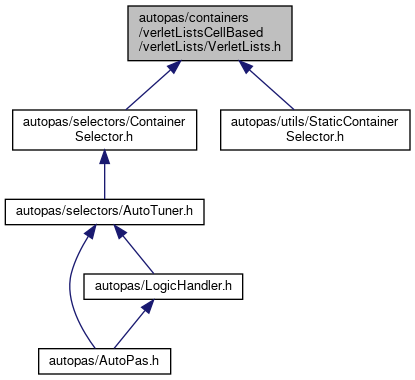 autopas/containers
/verletListsCellBased
/verletLists/VerletLists.h
autopas/selectors/Container
Selector.h
autopas/utils/StaticContainer
Selector.h
autopas/selectors/AutoTuner.h
autopas/LogicHandler.h
autopas/AutoPas.h